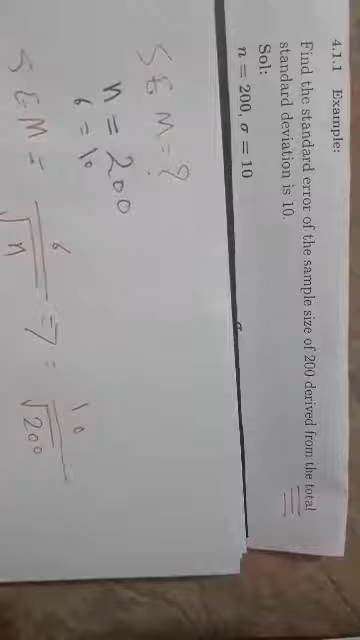 4.1.1 Example:
Find the standard error of the sample size of 200 derived from the total
standard deviation is 10.
Sol:
n = 200, σ = 10
SEM = ?
n = 200
σ = 10
SEM = σ/√n => = 10/√200